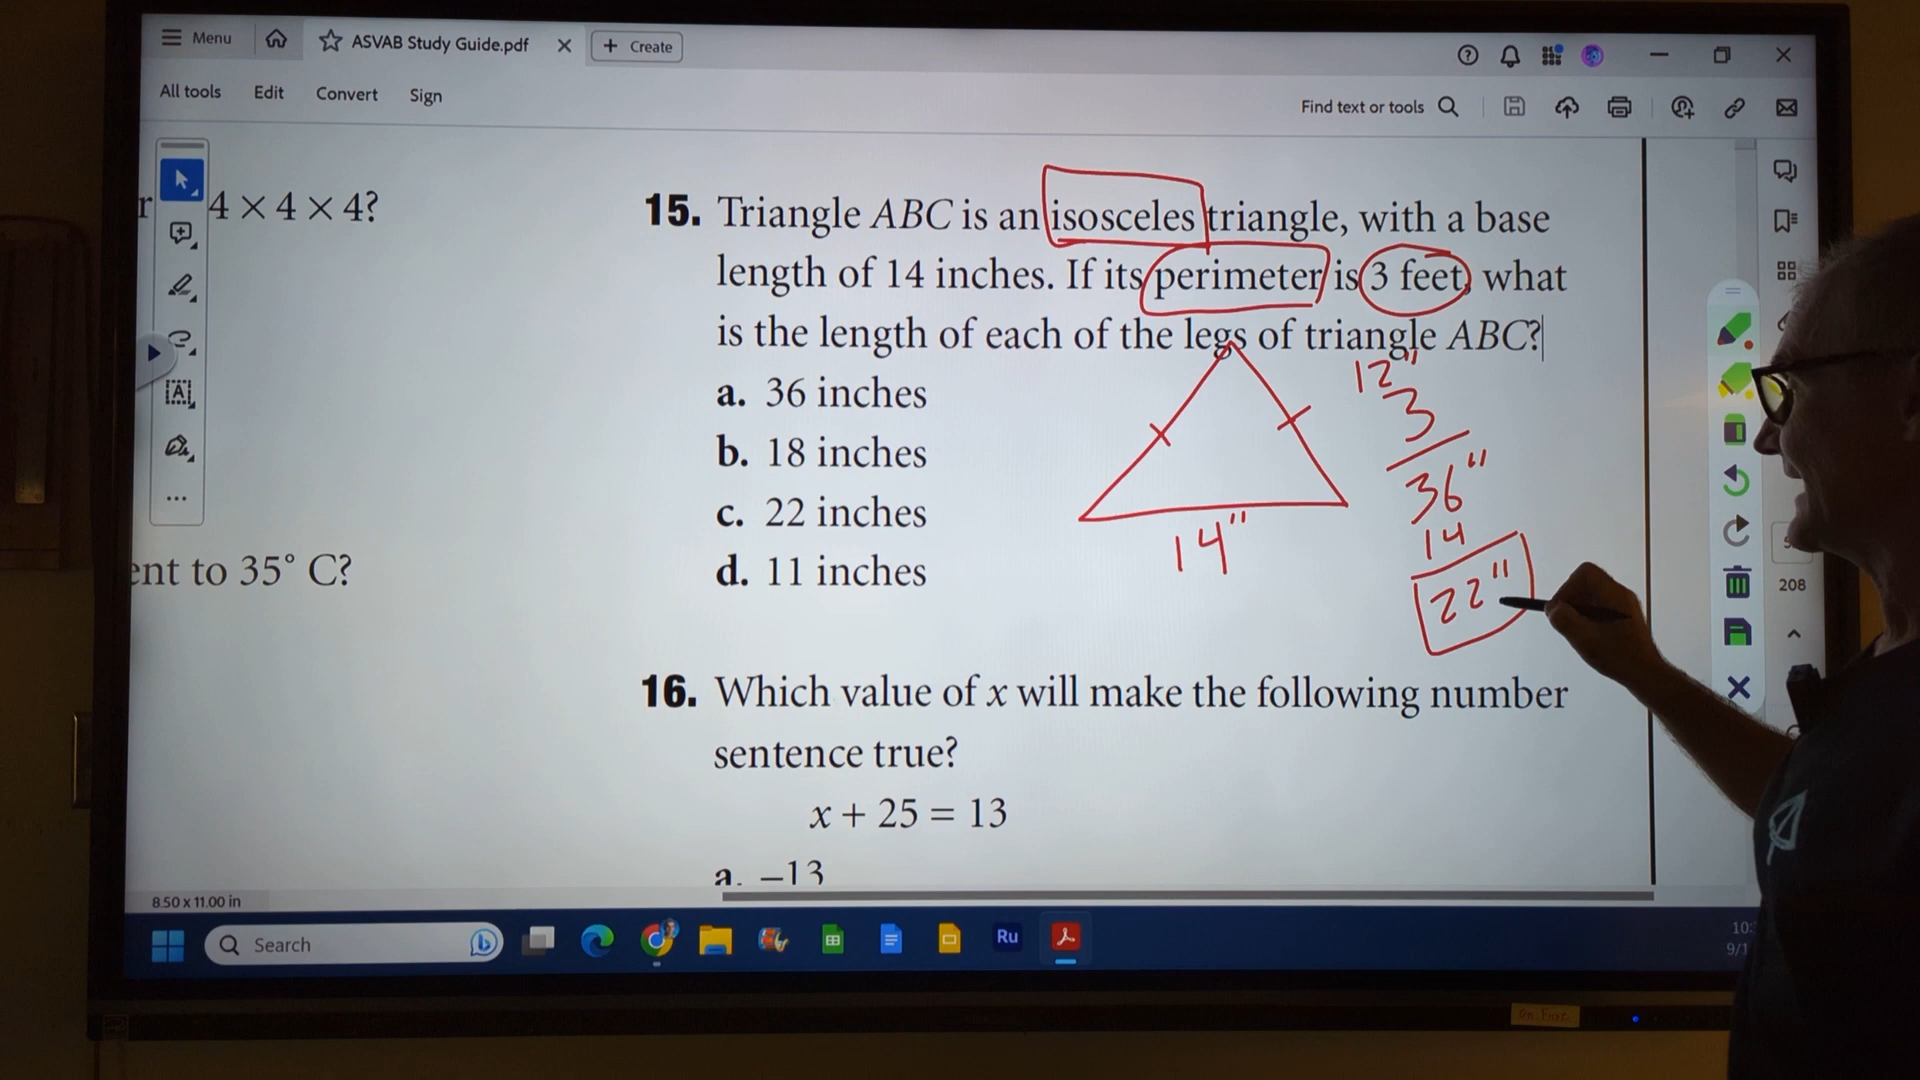 Menu
ASVAB Study Guide.pdf
Create
All tools
Edit
Convert
Sign
Find text or tools
r 4 × 4 × 4?
ent to 35° C?
15. Triangle ABC is an isosceles triangle, with a base
length of 14 inches. If its perimeter is 3 feet, what
is the length of each of the legs of triangle ABC?
a. 36 inches
b. 18 inches
c. 22 inches
d. 11 inches
14"
12"
3
36"
14
22"
16. Which value of x will make the following number
sentence true?
x + 25 = 13
a. –13
208
8.50 x 11.00 in
Search
Ru
10:
9/1